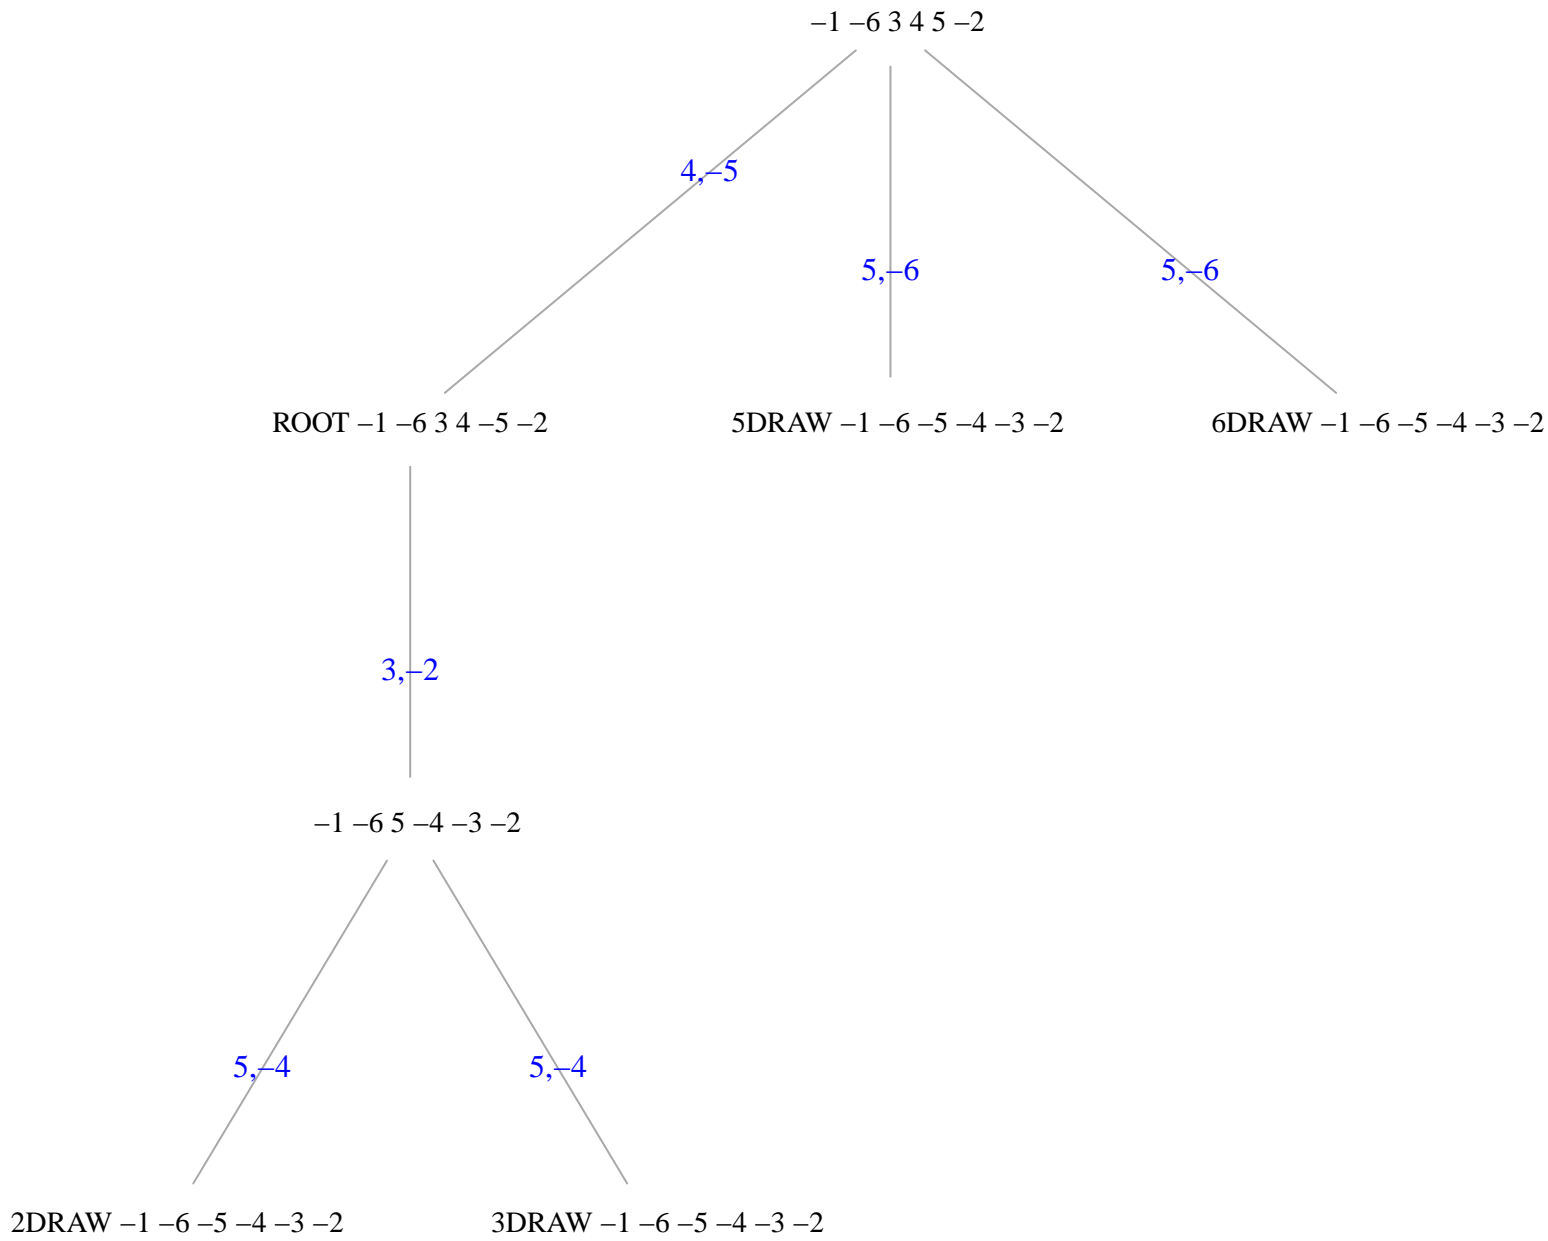 –1 –6 3 4 5 –2
4,–5
5,–6
5,–6
ROOT –1 –6 3 4 –5 –2
5DRAW –1 –6 –5 –4 –3 –2
6DRAW –1 –6 –5 –4 –3 –2
3,–2
–1 –6 5 –4 –3 –2
5,–4
5,–4
2DRAW –1 –6 –5 –4 –3 –2
3DRAW –1 –6 –5 –4 –3 –2